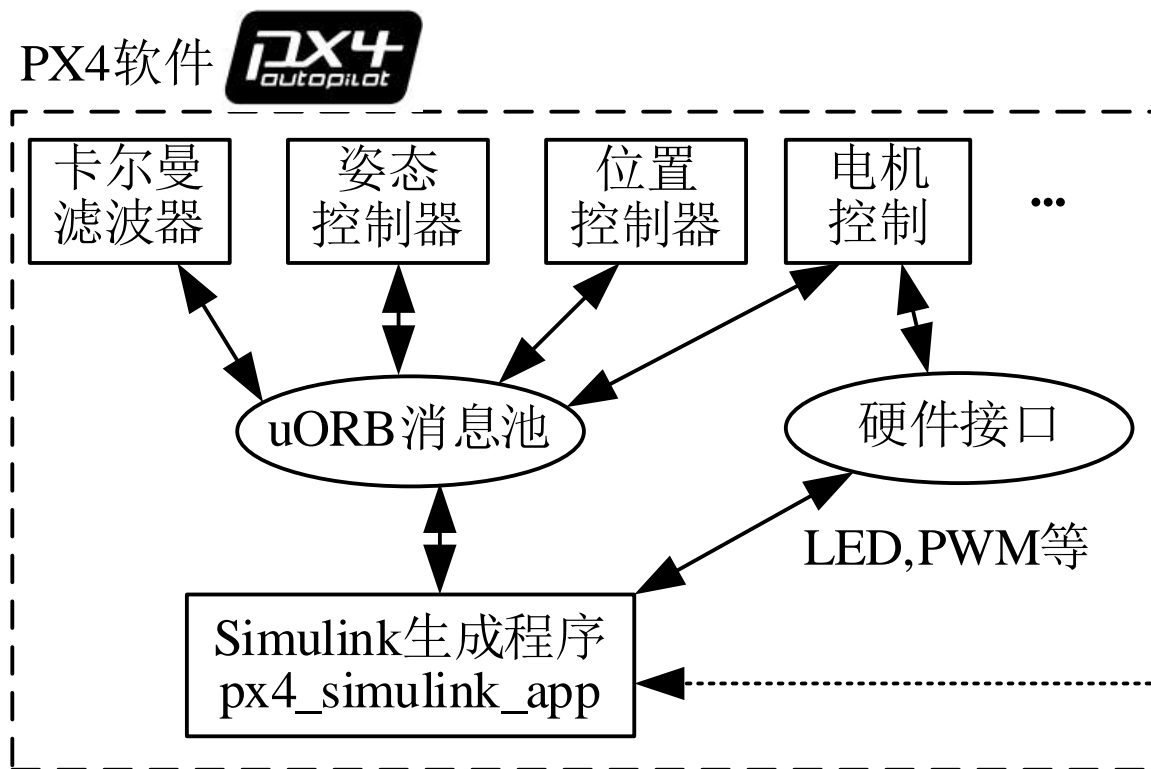 PX4软件
px4
autopilot
卡尔曼
滤波器
姿态
控制器
位置
控制器
电机
控制
...
uORB消息池
硬件接口
LED,PWM等
Simulink生成程序
px4_simulink_app